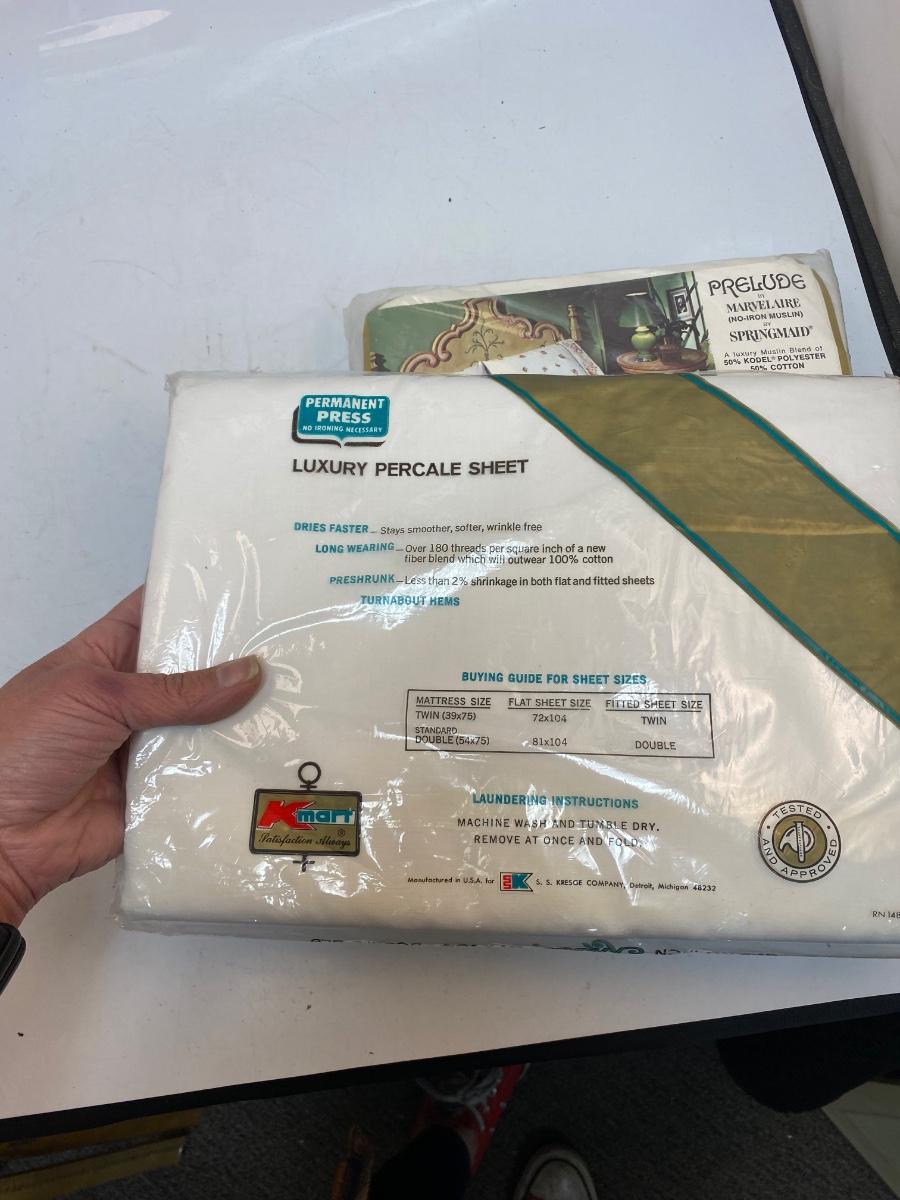 PRELUDE
in
MARVELAIRE
(NO-IRON MUSLIN)
BY
SPRINGMAID®
A luxury Muslin Blend of
50% KODEL® POLYESTER
50% COTTON
PERMANENT
PRESS
NO IRONING NECESSARY
LUXURY PERCALE SHEET
DRIES FASTER – Stays smoother, softer, wrinkle free
LONG WEARING – Over 180 threads per square inch of a new
fiber blend which will outwear 100% cotton
PRESHRUNK – Less than 2% shrinkage in both flat and fitted sheets
TURNABOUT HEMS
BUYING GUIDE FOR SHEET SIZES
MATTRESS SIZE FLAT SHEET SIZE FITTED SHEET SIZE
TWIN (39x75) 72x104 TWIN
STANDARD
DOUBLE (54x75) 81x104 DOUBLE
LAUNDERING INSTRUCTIONS
MACHINE WASH AND TUMBLE DRY.
REMOVE AT ONCE AND FOLD.
Kmart
®
Satisfaction Always
TESTED
AND APPROVED
Manufactured in U.S.A. for SSK S. S. KRESGE COMPANY, Detroit, Michigan 48232
RN 148